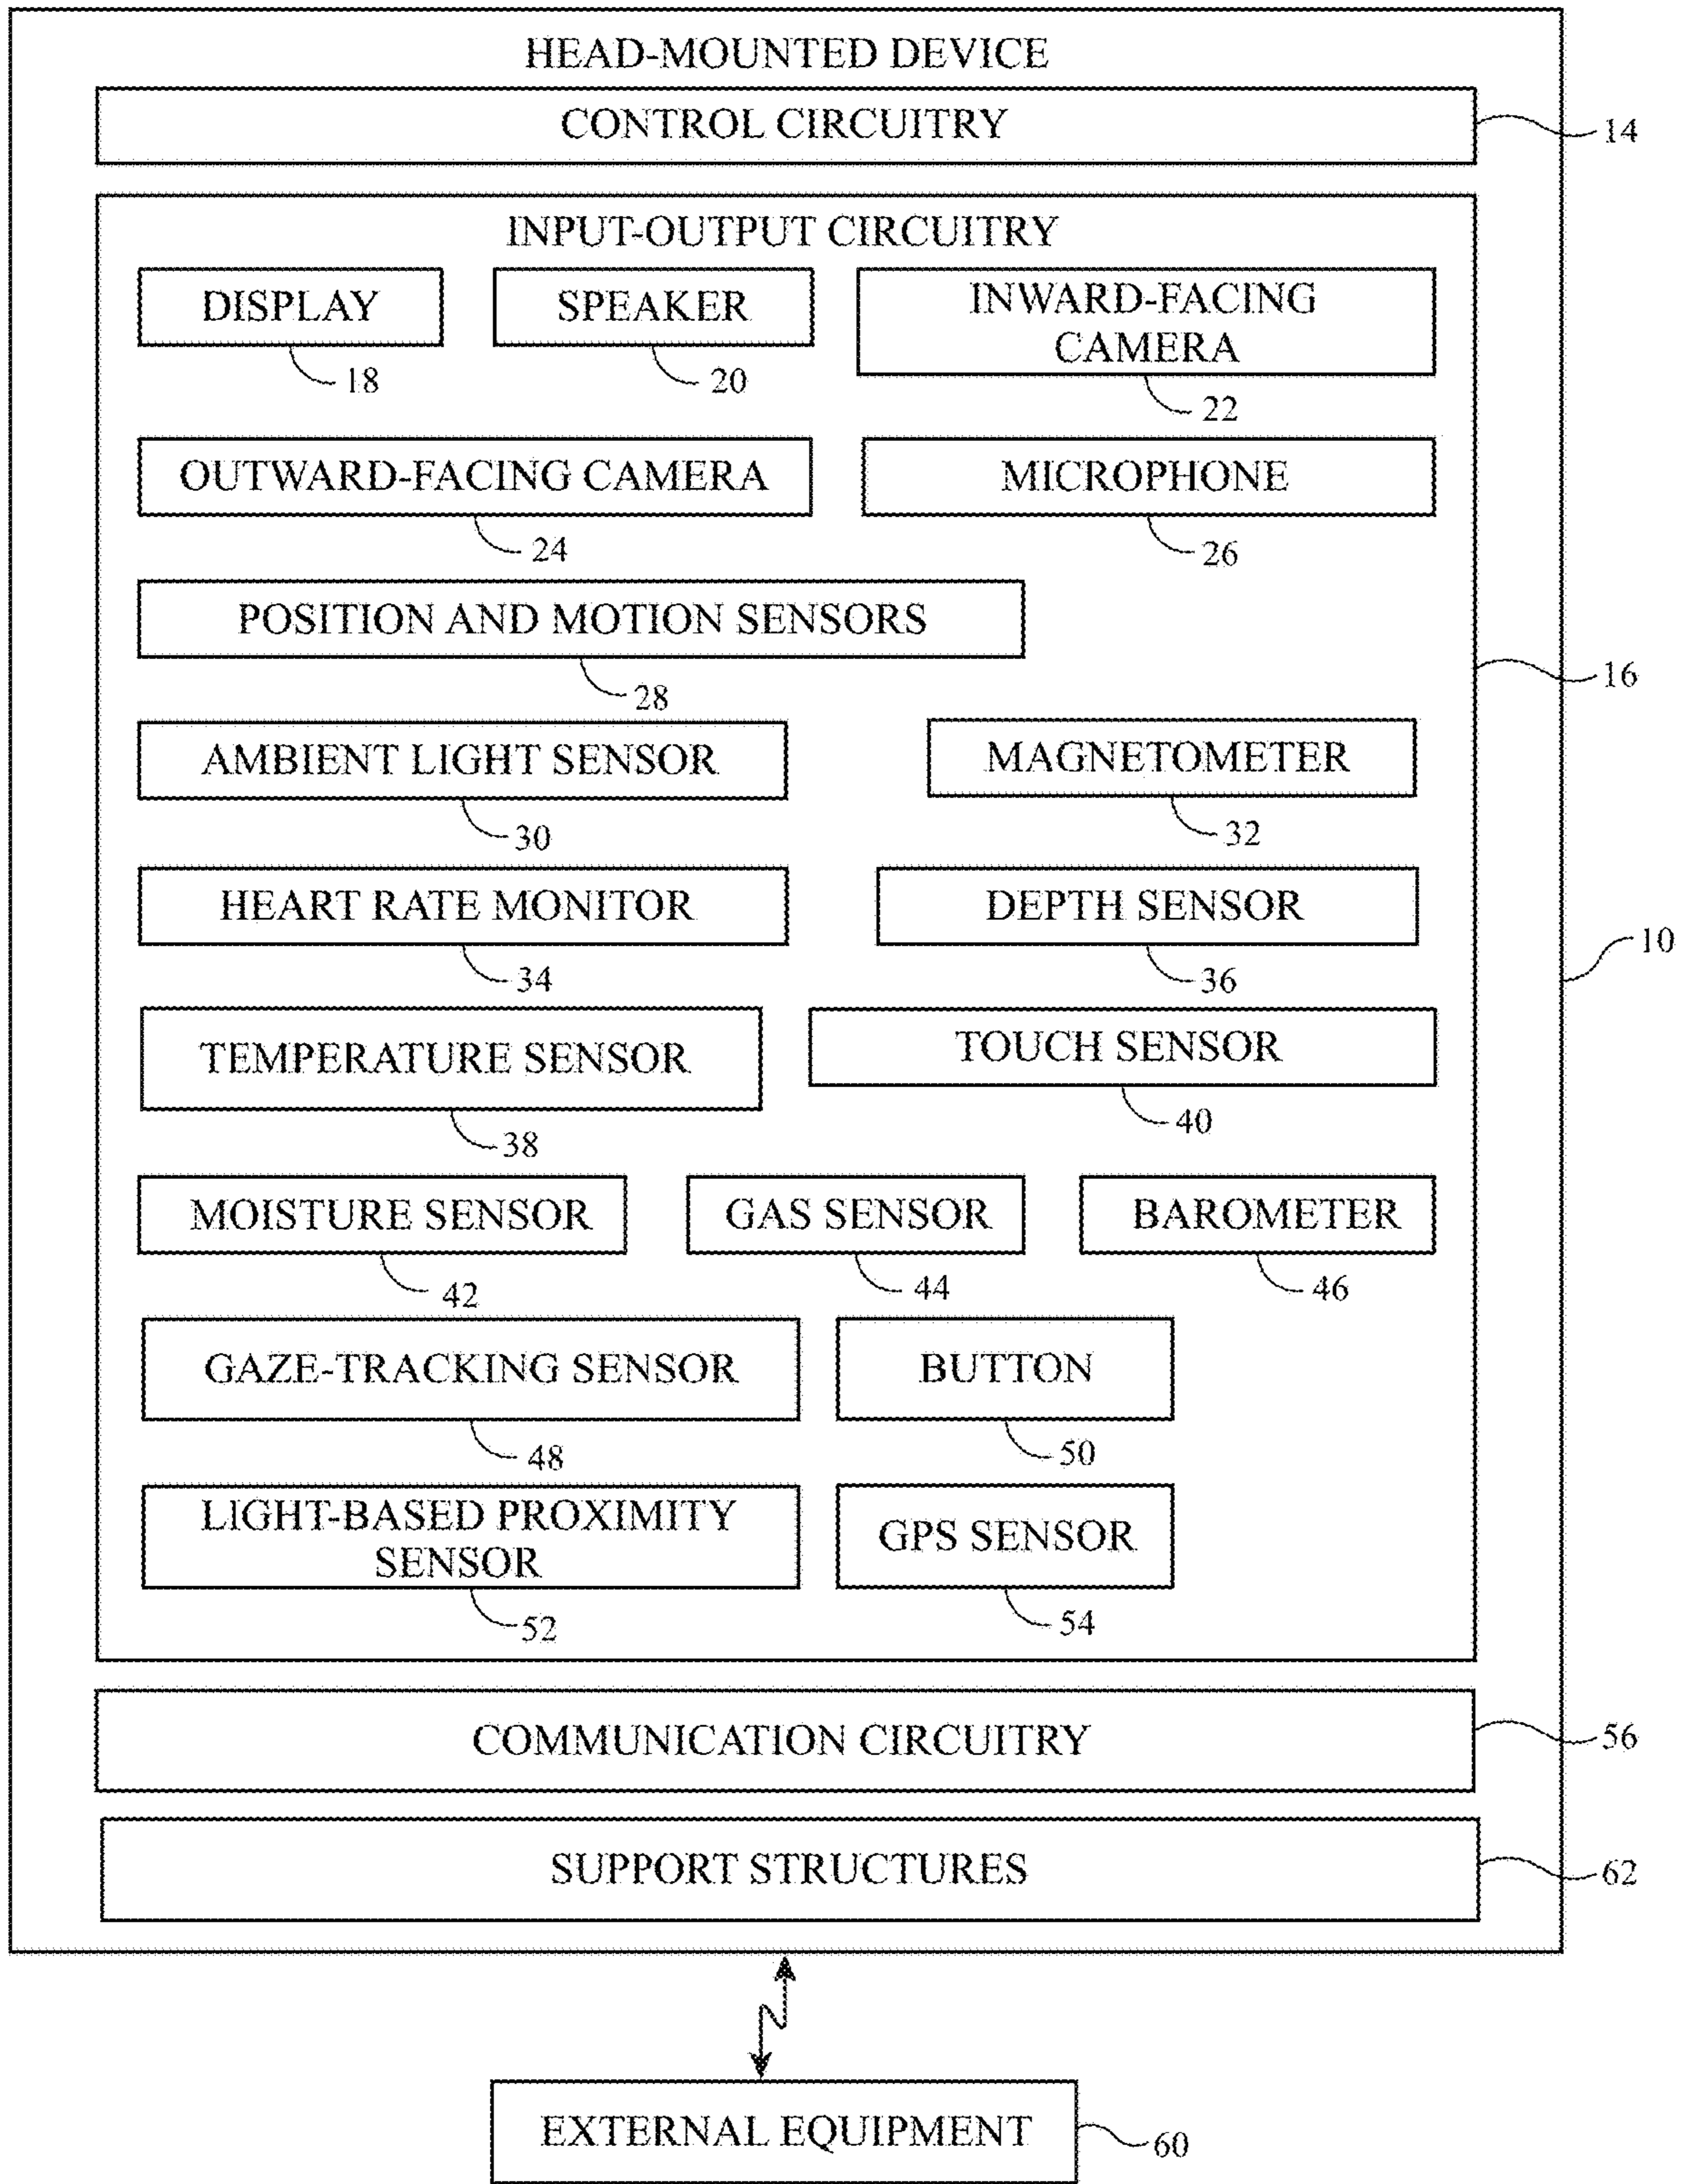 HEAD-MOUNTED DEVICE
CONTROL CIRCUITRY
14
INPUT-OUTPUT CIRCUITRY
DISPLAY
18
SPEAKER
20
INWARD-FACING
CAMERA
22
OUTWARD-FACING CAMERA
24
MICROPHONE
26
POSITION AND MOTION SENSORS
28
16
AMBIENT LIGHT SENSOR
30
MAGNETOMETER
32
HEART RATE MONITOR
34
DEPTH SENSOR
36
10
TEMPERATURE SENSOR
38
TOUCH SENSOR
40
MOISTURE SENSOR
42
GAS SENSOR
44
BAROMETER
46
GAZE-TRACKING SENSOR
48
BUTTON
50
LIGHT-BASED PROXIMITY
SENSOR
52
GPS SENSOR
54
COMMUNICATION CIRCUITRY
56
SUPPORT STRUCTURES
62
EXTERNAL EQUIPMENT
60